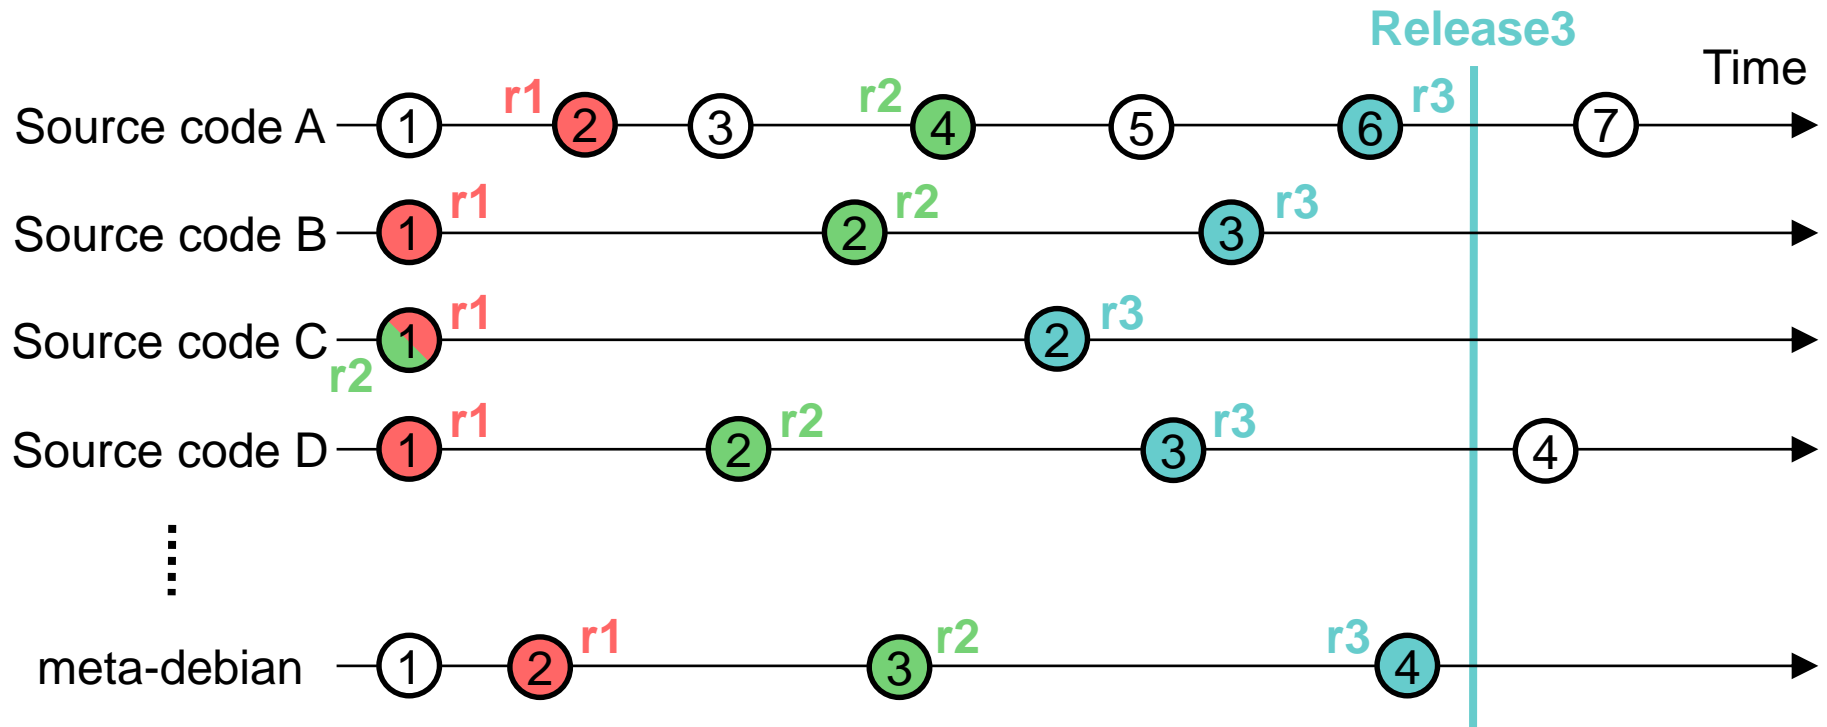 Release3
Time
Source code A 1 r1 2 3 r2 4 5 6 r3 7
Source code B 1 r1 2 r2 3 r3
Source code C 1 r1 r2 2 r3
Source code D 1 r1 2 r2 3 r3 4
meta-debian 1 2 r1 3 r2 r3 4